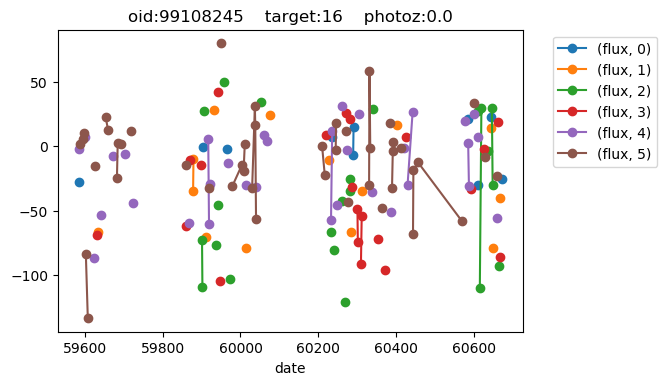 oid:99108245    target:16    photoz:0.0
50
0
−50
−100
59600
59800
60000
60200
60400
60600
date
(flux, 0)
(flux, 1)
(flux, 2)
(flux, 3)
(flux, 4)
(flux, 5)